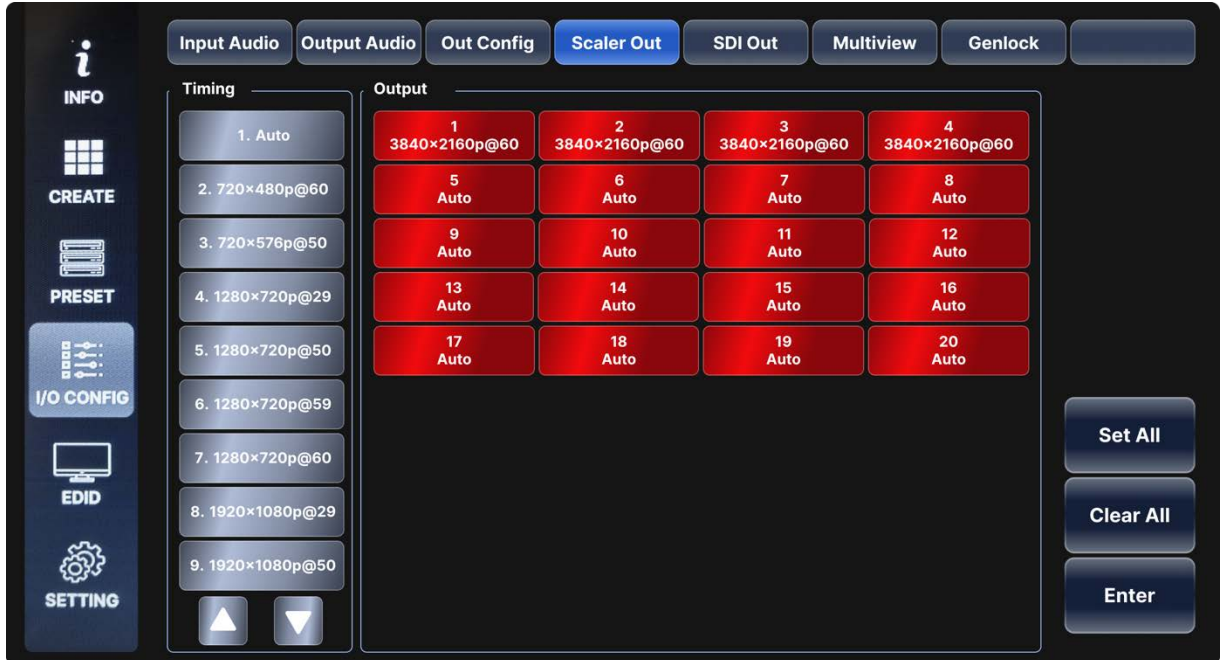 i
INFO
CREATE
PRESET
I/O CONFIG
EDID
SETTING
Input Audio
Output Audio
Out Config
Scaler Out
SDI Out
Multiview
Genlock
Timing
1. Auto
2. 720×480p@60
3. 720×576p@50
4. 1280×720p@29
5. 1280×720p@50
6. 1280×720p@59
7. 1280×720p@60
8. 1920×1080p@29
9. 1920×1080p@50
Output
1
3840×2160p@60
2
3840×2160p@60
3
3840×2160p@60
4
3840×2160p@60
5
Auto
6
Auto
7
Auto
8
Auto
9
Auto
10
Auto
11
Auto
12
Auto
13
Auto
14
Auto
15
Auto
16
Auto
17
Auto
18
Auto
19
Auto
20
Auto
Set All
Clear All
Enter